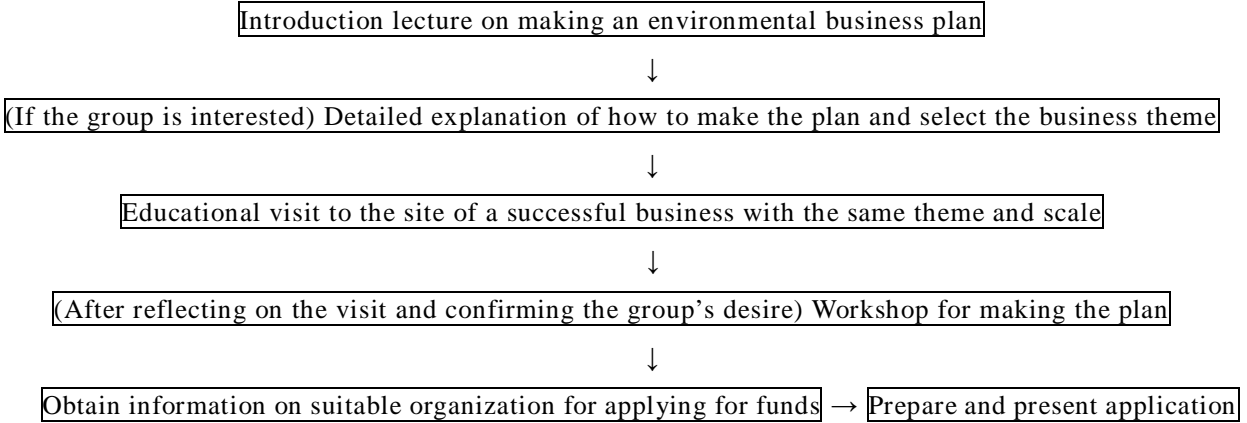 Introduction lecture on making an environmental business plan
↓
(If the group is interested) Detailed explanation of how to make the plan and select the business theme
↓
Educational visit to the site of a successful business with the same theme and scale
↓
(After reflecting on the visit and confirming the group’s desire) Workshop for making the plan
↓
Obtain information on suitable organization for applying for funds → Prepare and present application